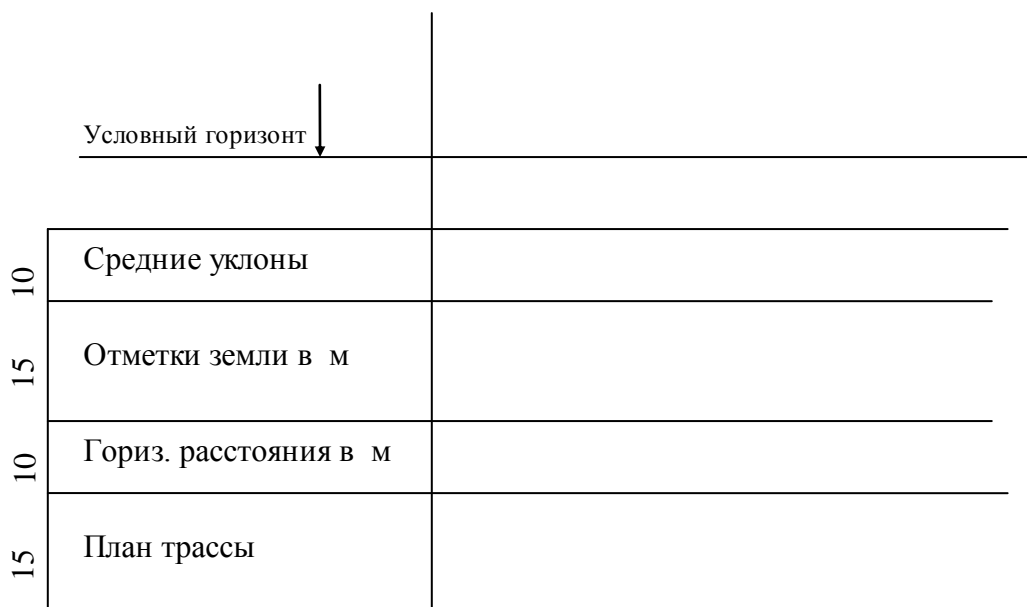 Условный горизонт
10 Средние уклоны
15 Отметки земли в м
10 Гориз. расстояния в м
15 План трассы